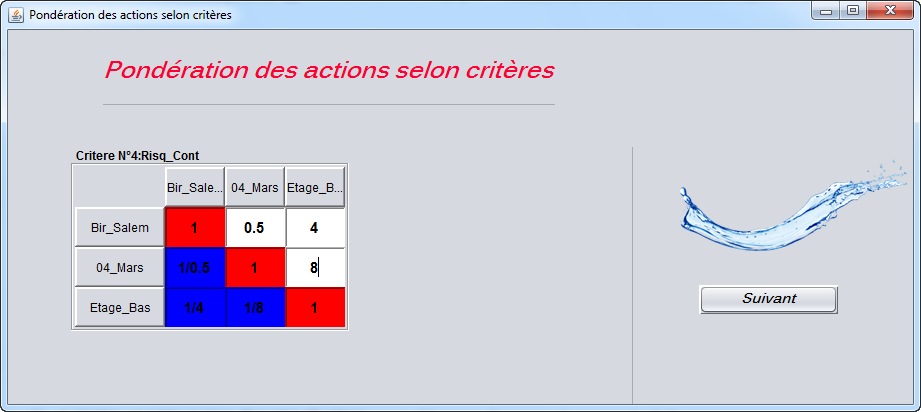 Pondération des actions selon critères
Pondération des actions selon critères
Critere N°4:Risq_Cont
Bir_Sale... 04_Mars Etage_B...
Bir_Salem 1 0.5 4
04_Mars 1/0.5 1 8
Etage_Bas 1/4 1/8 1
Suivant